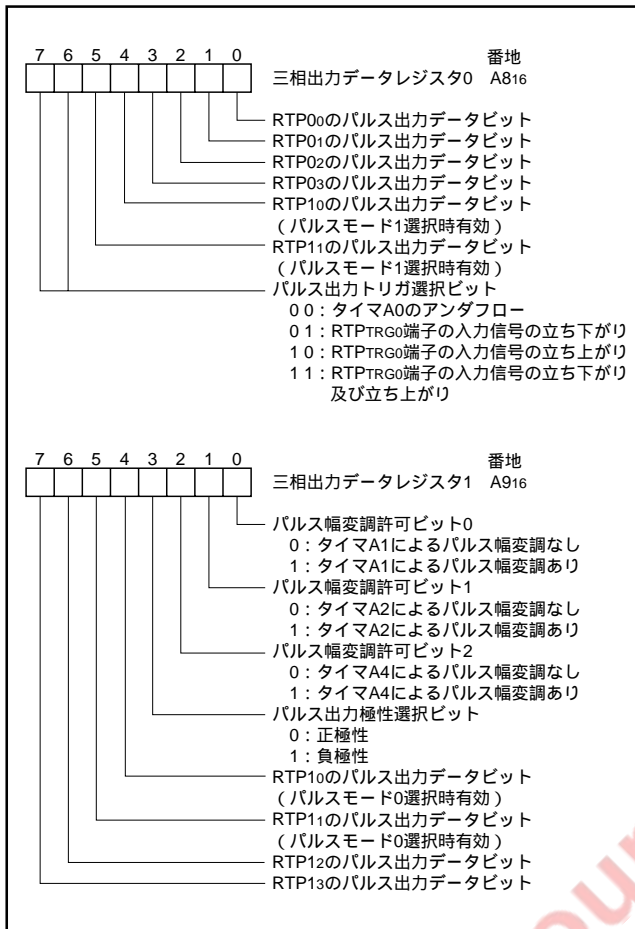 7 6 5 4 3 2 1 0 番地
三相出力データレジスタ0 A816
RTP00のパルス出力データビット
RTP01のパルス出力データビット
RTP02のパルス出力データビット
RTP03のパルス出力データビット
RTP10のパルス出力データビット
(パルスモード1選択時有効)
RTP11のパルス出力データビット
(パルスモード1選択時有効)
パルス出力トリガ選択ビット
0 0:タイマA0のアンダフロー
0 1:RTPTRG0端子の入力信号の立ち下がり
1 0:RTPTRG0端子の入力信号の立ち上がり
1 1:RTPTRG0端子の入力信号の立ち下がり
及び立ち上がり
7 6 5 4 3 2 1 0 番地
三相出力データレジスタ1 A916
パルス幅変調許可ビット0
0:タイマA1によるパルス幅変調なし
1:タイマA1によるパルス幅変調あり
パルス幅変調許可ビット1
0:タイマA2によるパルス幅変調なし
1:タイマA2によるパルス幅変調あり
パルス幅変調許可ビット2
0:タイマA4によるパルス幅変調なし
1:タイマA4によるパルス幅変調あり
パルス出力極性選択ビット
0:正極性
1:負極性
RTP10のパルス出力データビット
(パルスモード0選択時有効)
RTP11のパルス出力データビット
(パルスモード0選択時有効)
RTP12のパルス出力データビット
RTP13のパルス出力データビット